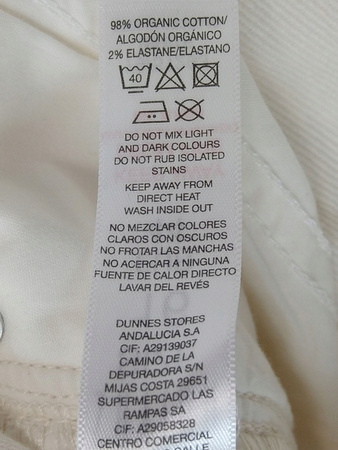 98% ORGANIC COTTON/
ALGODÓN ORGÁNICO
2% ELASTANE/ELASTANO
40
DO NOT MIX LIGHT
AND DARK COLOURS
DO NOT RUB ISOLATED
STAINS
KEEP AWAY FROM
DIRECT HEAT
WASH INSIDE OUT
NO MEZCLAR COLORES
CLAROS CON OSCUROS
NO FROTAR LAS MANCHAS
NO ACERCAR A NINGUNA
FUENTE DE CALOR DIRECTO
LAVAR DEL REVÉS
DUNNES STORES
ANDALUCIA S.A
CIF: A29139037
CAMINO DE LA
DEPURADORA S/N
MIJAS COSTA 29651
SUPERMERCADO LAS
RAMPAS SA
CIF: A29058328
CENTRO COMERCIAL
CALLE